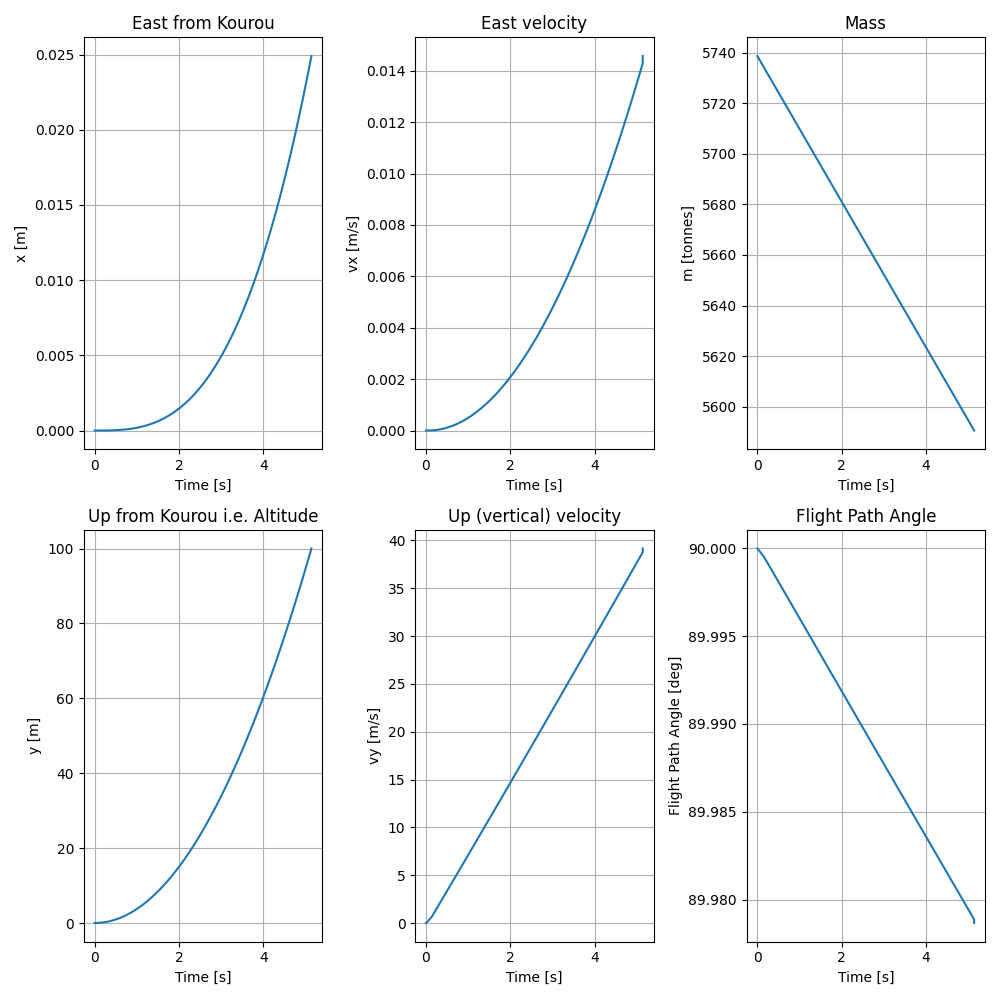 East from Kourou
x [m]
0.025
0.020
0.015
0.010
0.005
0.000
0 2 4
Time [s]
East velocity
vx [m/s]
0.014
0.012
0.010
0.008
0.006
0.004
0.002
0.000
0 2 4
Time [s]
Mass
m [tonnes]
5740
5720
5700
5680
5660
5640
5620
5600
0 2 4
Time [s]
Up from Kourou i.e. Altitude
y [m]
100
80
60
40
20
0
0 2 4
Time [s]
Up (vertical) velocity
vy [m/s]
40
35
30
25
20
15
10
5
0
0 2 4
Time [s]
Flight Path Angle
Flight Path Angle [deg]
90.000
89.995
89.990
89.985
89.980
0 2 4
Time [s]